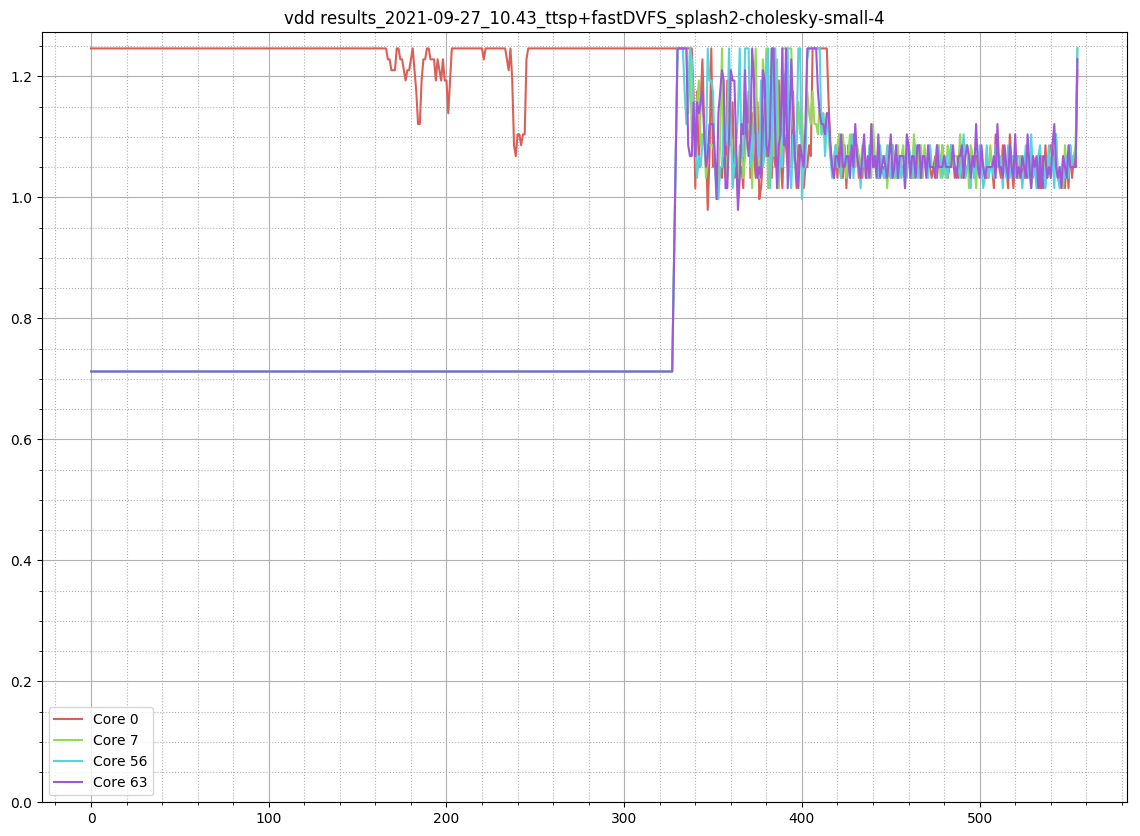 vdd results_2021-09-27_10.43_ttsp+fastDVFS_splash2-cholesky-small-4
1.2
1.0
0.8
0.6
0.4
0.2
0.0
Core 0
Core 7
Core 56
Core 63
0 100 200 300 400 500